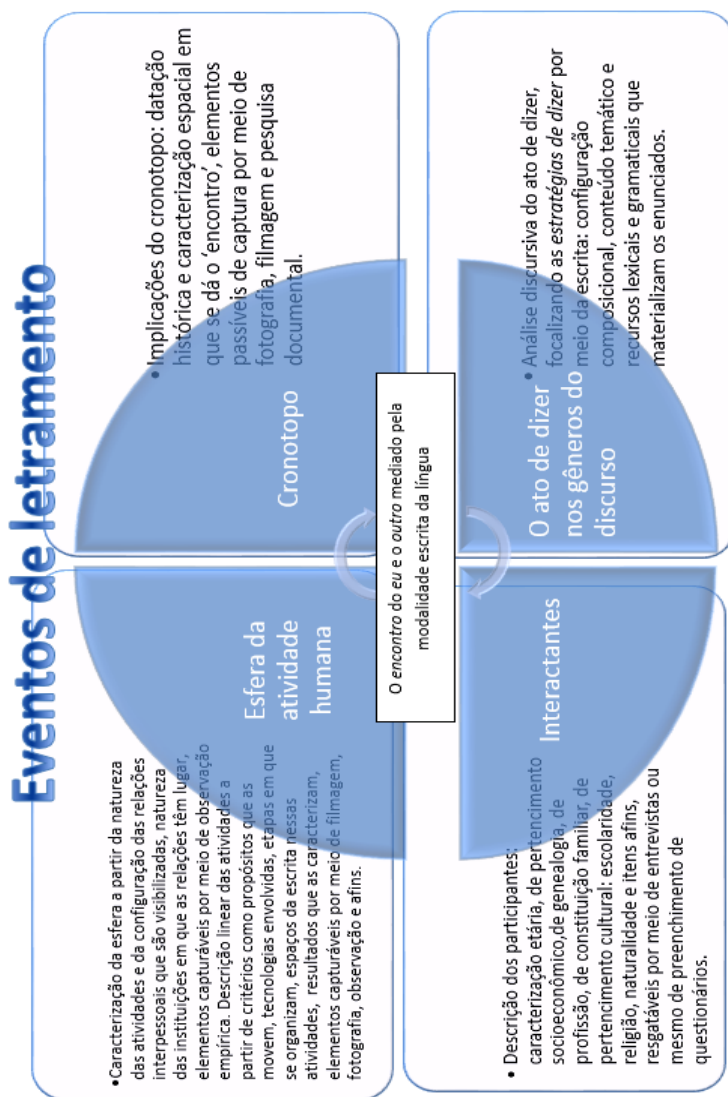 Eventos de letramento
•Caracterização da esfera a partir da natureza
das atividades e da configuração das relações
interpessoais que são visibilizadas, natureza
das instituições em que as relações têm lugar,
elementos capturáveis por meio de observação
empírica. Descrição linear das atividades a
partir de critérios como propósitos que as
movem, tecnologias envolvidas, etapas em que
se organizam, espaços da escrita nessas
atividades, resultados que as caracterizam,
elementos capturáveis por meio de filmagem,
fotografia, observação e afins.
Esfera da
atividade
humana
• Implicações do cronotopo: datação
histórica e caracterização espacial em
que se dá o ‘encontro’, elementos
passíveis de captura por meio de
fotografia, filmagem e pesquisa
documental.
Cronotopo
O encontro do eu e o outro mediado pela
modalidade escrita da língua
Interactantes
• Descrição dos participantes:
caracterização etária, de pertencimento
socioeconômico,de genealogia, de
profissão, de constituição familiar, de
pertencimento cultural: escolaridade,
religião, naturalidade e itens afins,
resgatáveis por meio de entrevistas ou
mesmo de preenchimento de
questionários.
O ato de dizer
nos gêneros do
discurso
• Análise discursiva do ato de dizer,
focalizando as estratégias de dizer por
meio da escrita: configuração
composicional, conteúdo temático e
recursos lexicais e gramaticais que
materializam os enunciados.